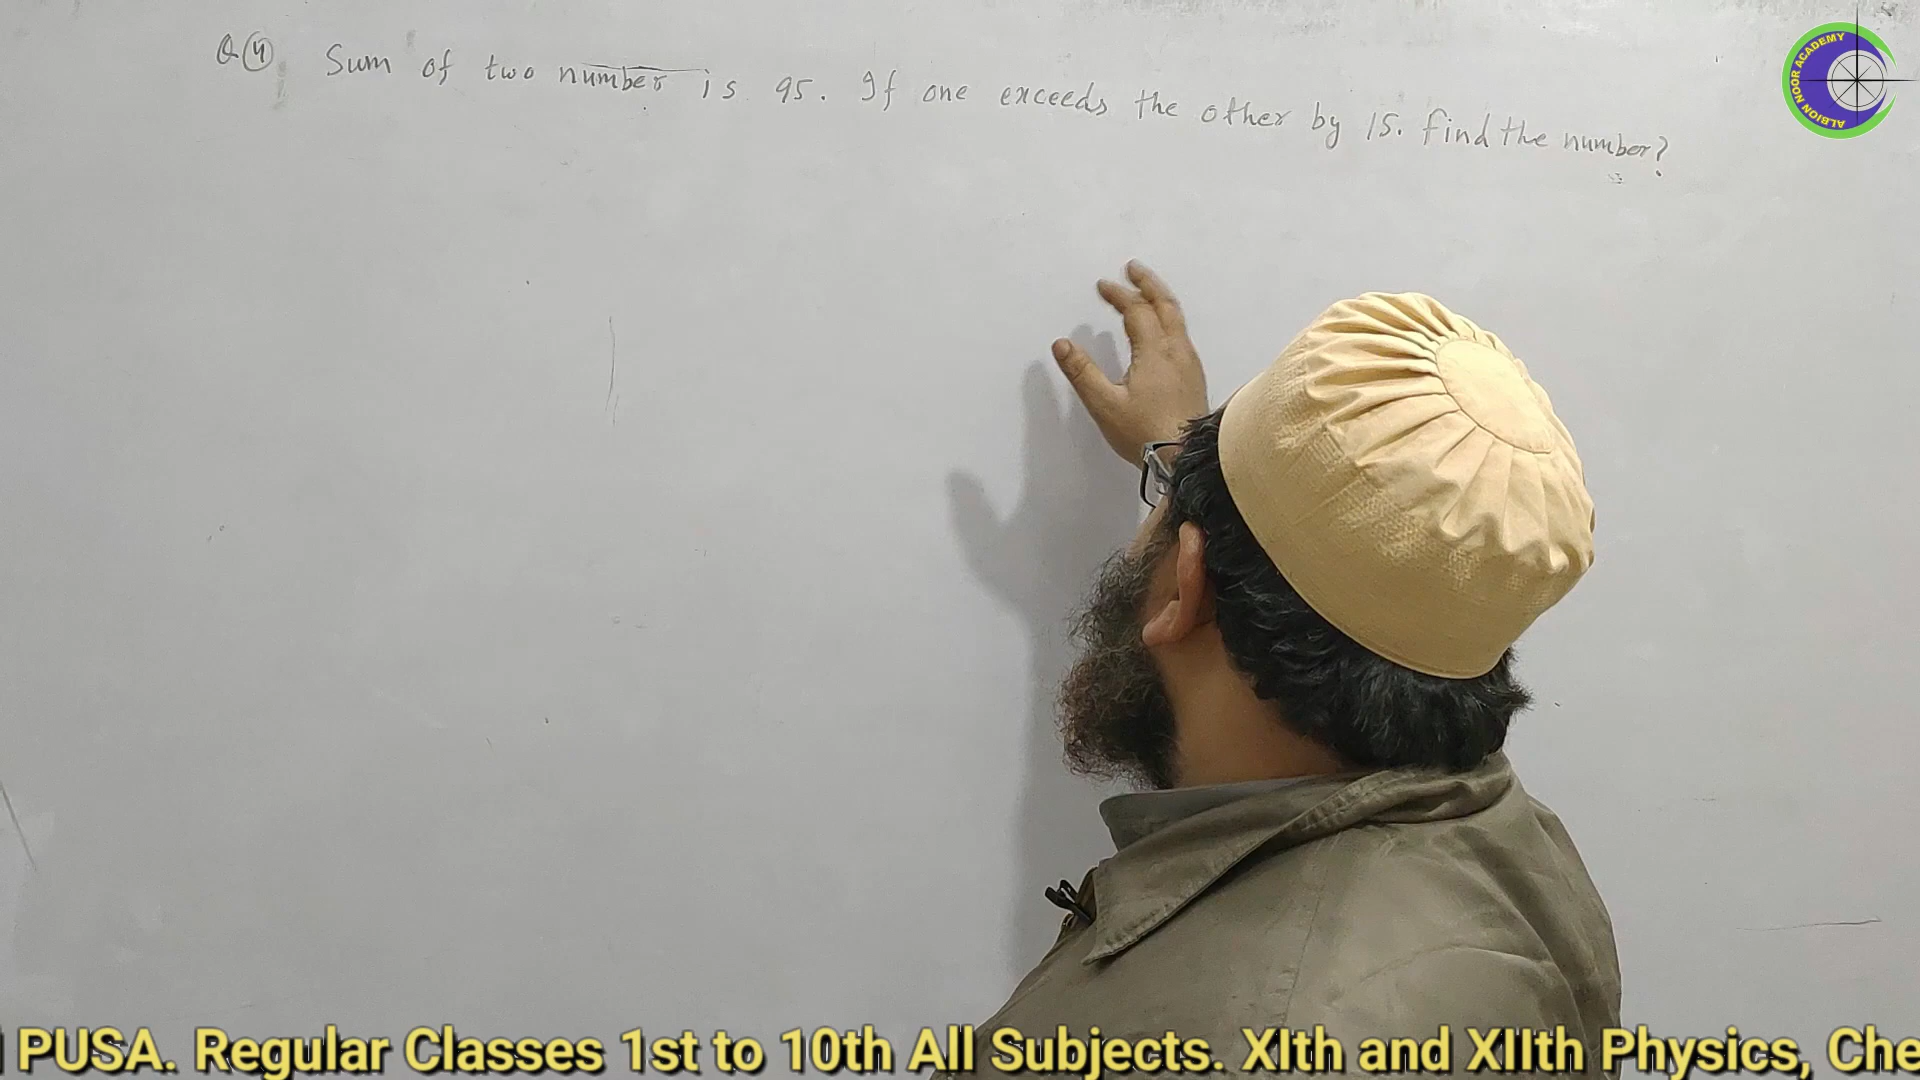 Q④ Sum of two number is 95. If one exceeds the other by 15. find the number?
ALBION NOOR ACADEMY
PUSA. Regular Classes 1st to 10th All Subjects. XIth and XIIth Physics, Che